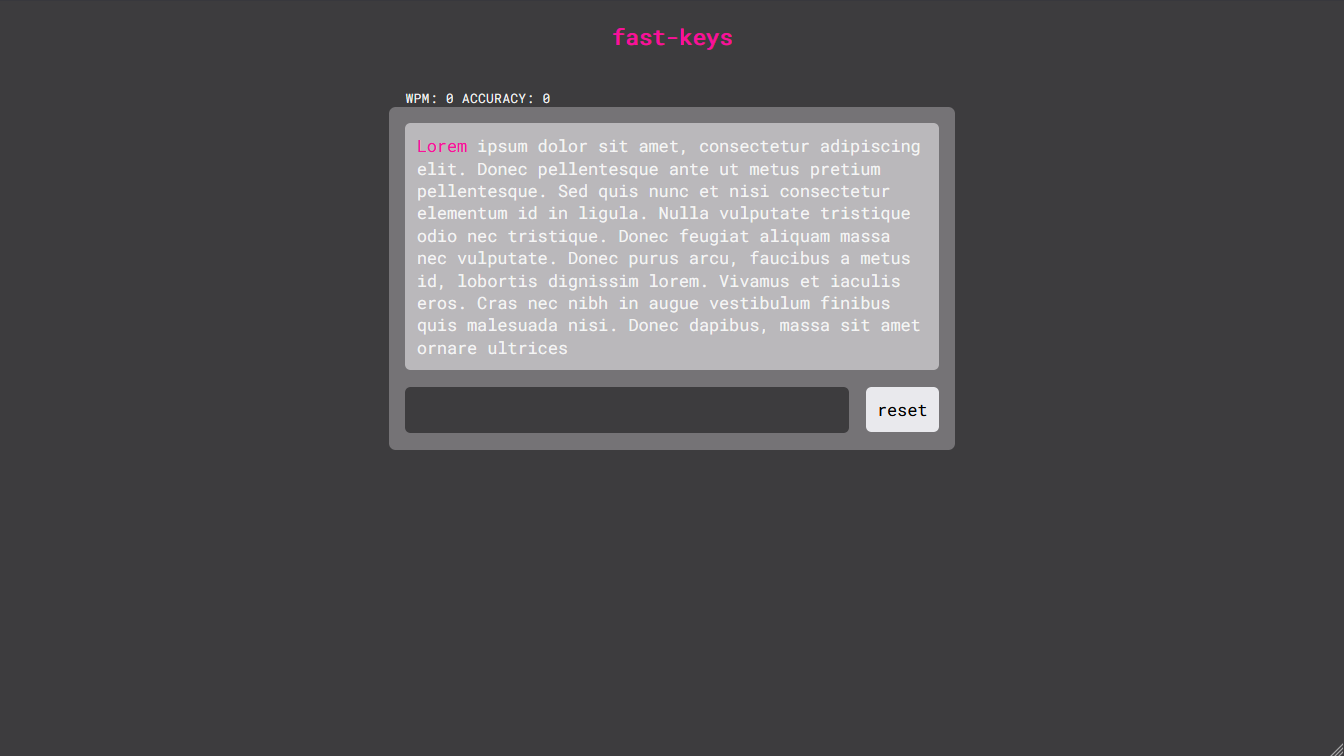 fast-keys
WPM: 0 ACCURACY: 0
Lorem ipsum dolor sit amet, consectetur adipiscing
elit. Donec pellentesque ante ut metus pretium
pellentesque. Sed quis nunc et nisi consectetur
elementum id in ligula. Nulla vulputate tristique
odio nec tristique. Donec feugiat aliquam massa
nec vulputate. Donec purus arcu, faucibus a metus
id, lobortis dignissim lorem. Vivamus et iaculis
eros. Cras nec nibh in augue vestibulum finibus
quis malesuada nisi. Donec dapibus, massa sit amet
ornare ultrices
reset